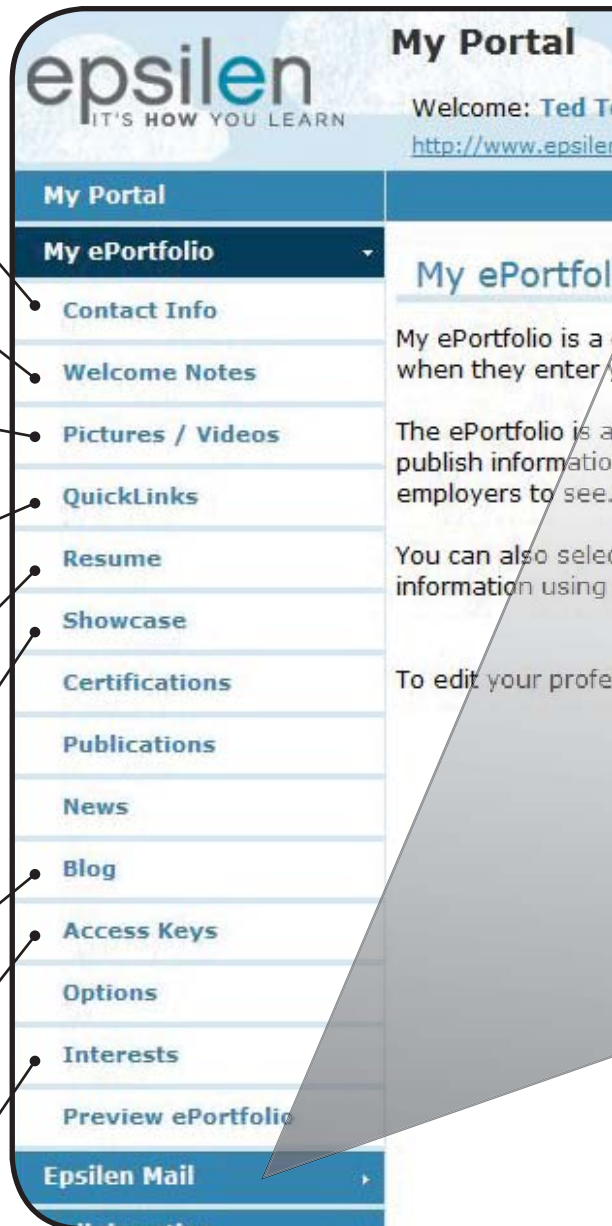 My Portal
epsilen
IT'S HOW YOU LEARN
Welcome: Ted
My Portal
My ePortfolio
Contact Info
Welcome Notes
Pictures / Videos
QuickLinks
Resume
Showcase
Certifications
Publications
News
Blog
Access Keys
Options
Interests
Preview ePortfolio
Epsilen Mail
My ePortfol
My ePortfolio is a
when they enter
The ePortfolio is a
publish informatio
employers to see.
You can also selec
information using
To edit your profe